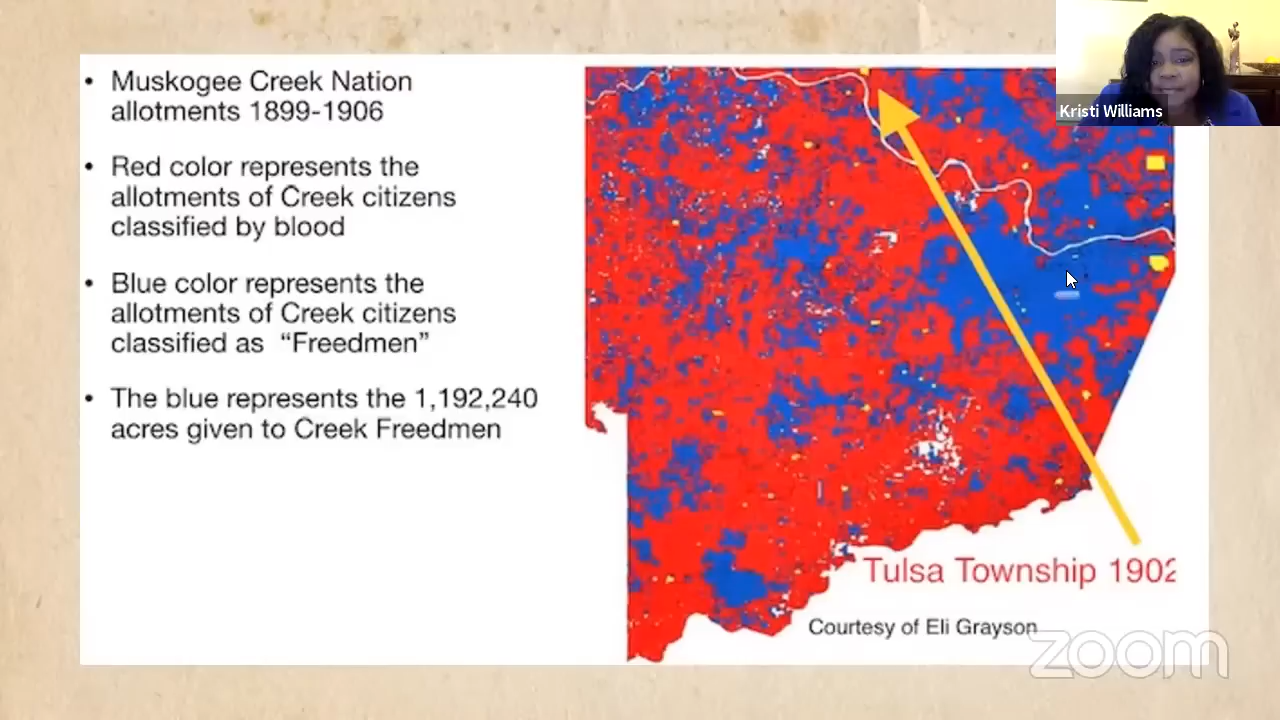 • Muskogee Creek Nation
allotments 1899-1906
• Red color represents the
allotments of Creek citizens
classified by blood
• Blue color represents the
allotments of Creek citizens
classified as “Freedmen”
• The blue represents the 1,192,240
acres given to Creek Freedmen
Kristi Williams
Tulsa Township 1902
Courtesy of Eli Grayson
zoom